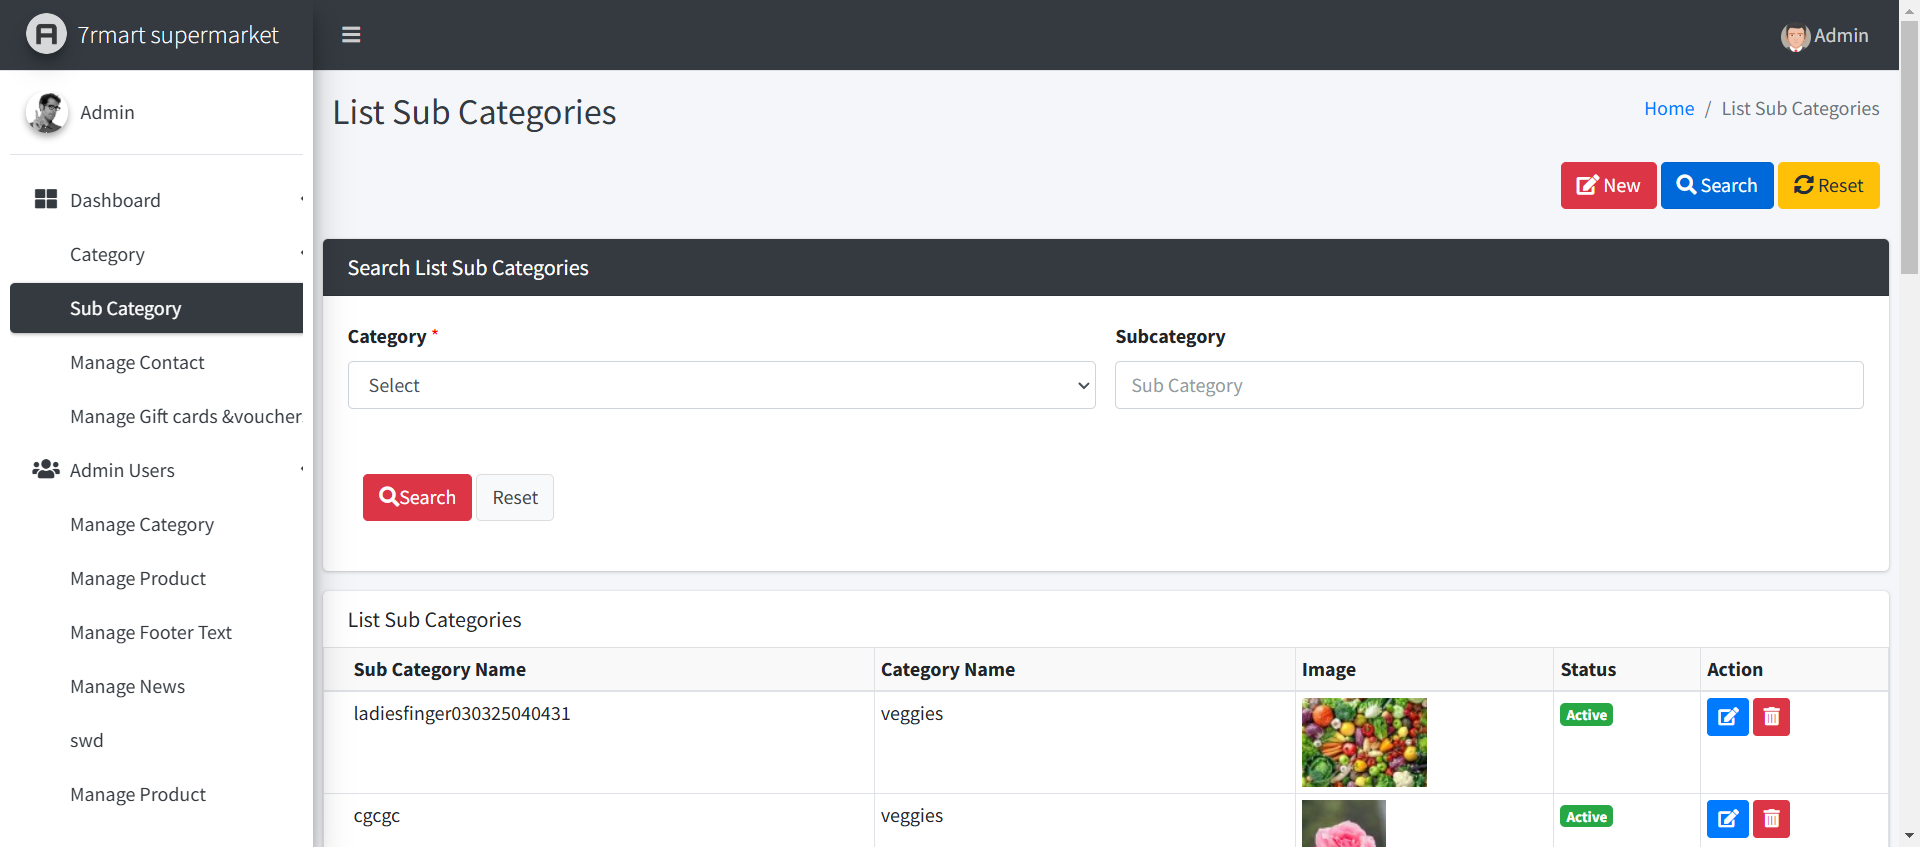 7rmart supermarket
Admin
Admin
List Sub Categories
Home / List Sub Categories
New
Search
Reset
Dashboard
Category
Sub Category
Manage Contact
Manage Gift cards &voucher
Admin Users
Manage Category
Manage Product
Manage Footer Text
Manage News
swd
Manage Product
Search List Sub Categories
Category *
Subcategory
Select
Sub Category
Search
Reset
List Sub Categories
Sub Category Name Category Name Image Status Action
ladiesfinger030325040431 veggies Active
cgcgc veggies Active